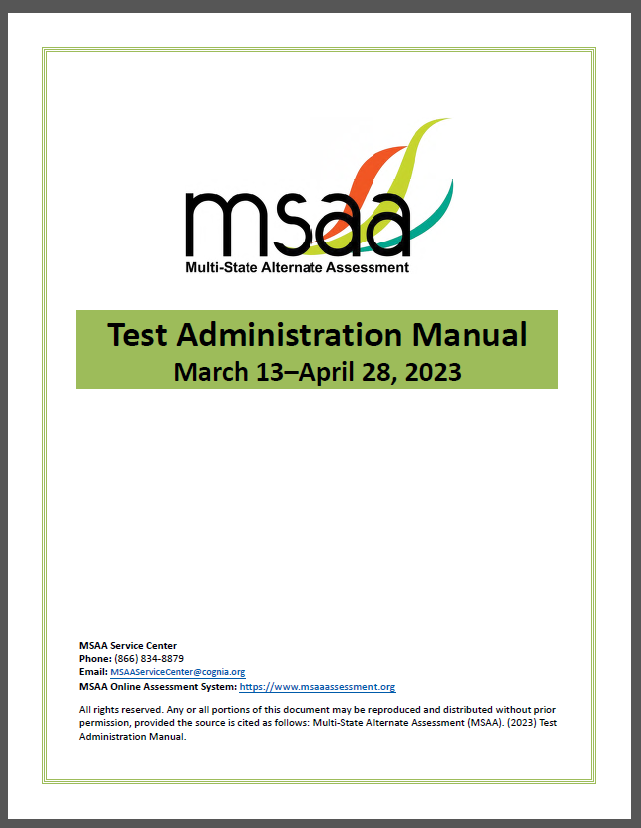 msaa
Multi-State Alternate Assessment
Test Administration Manual
March 13–April 28, 2023
MSAA Service Center
Phone: (866) 834-8879
Email: MSAAServiceCenter@cognia.org
MSAA Online Assessment System: https://www.msaaassessment.org
All rights reserved. Any or all portions of this document may be reproduced and distributed without prior
permission, provided the source is cited as follows: Multi-State Alternate Assessment (MSAA). (2023) Test
Administration Manual.